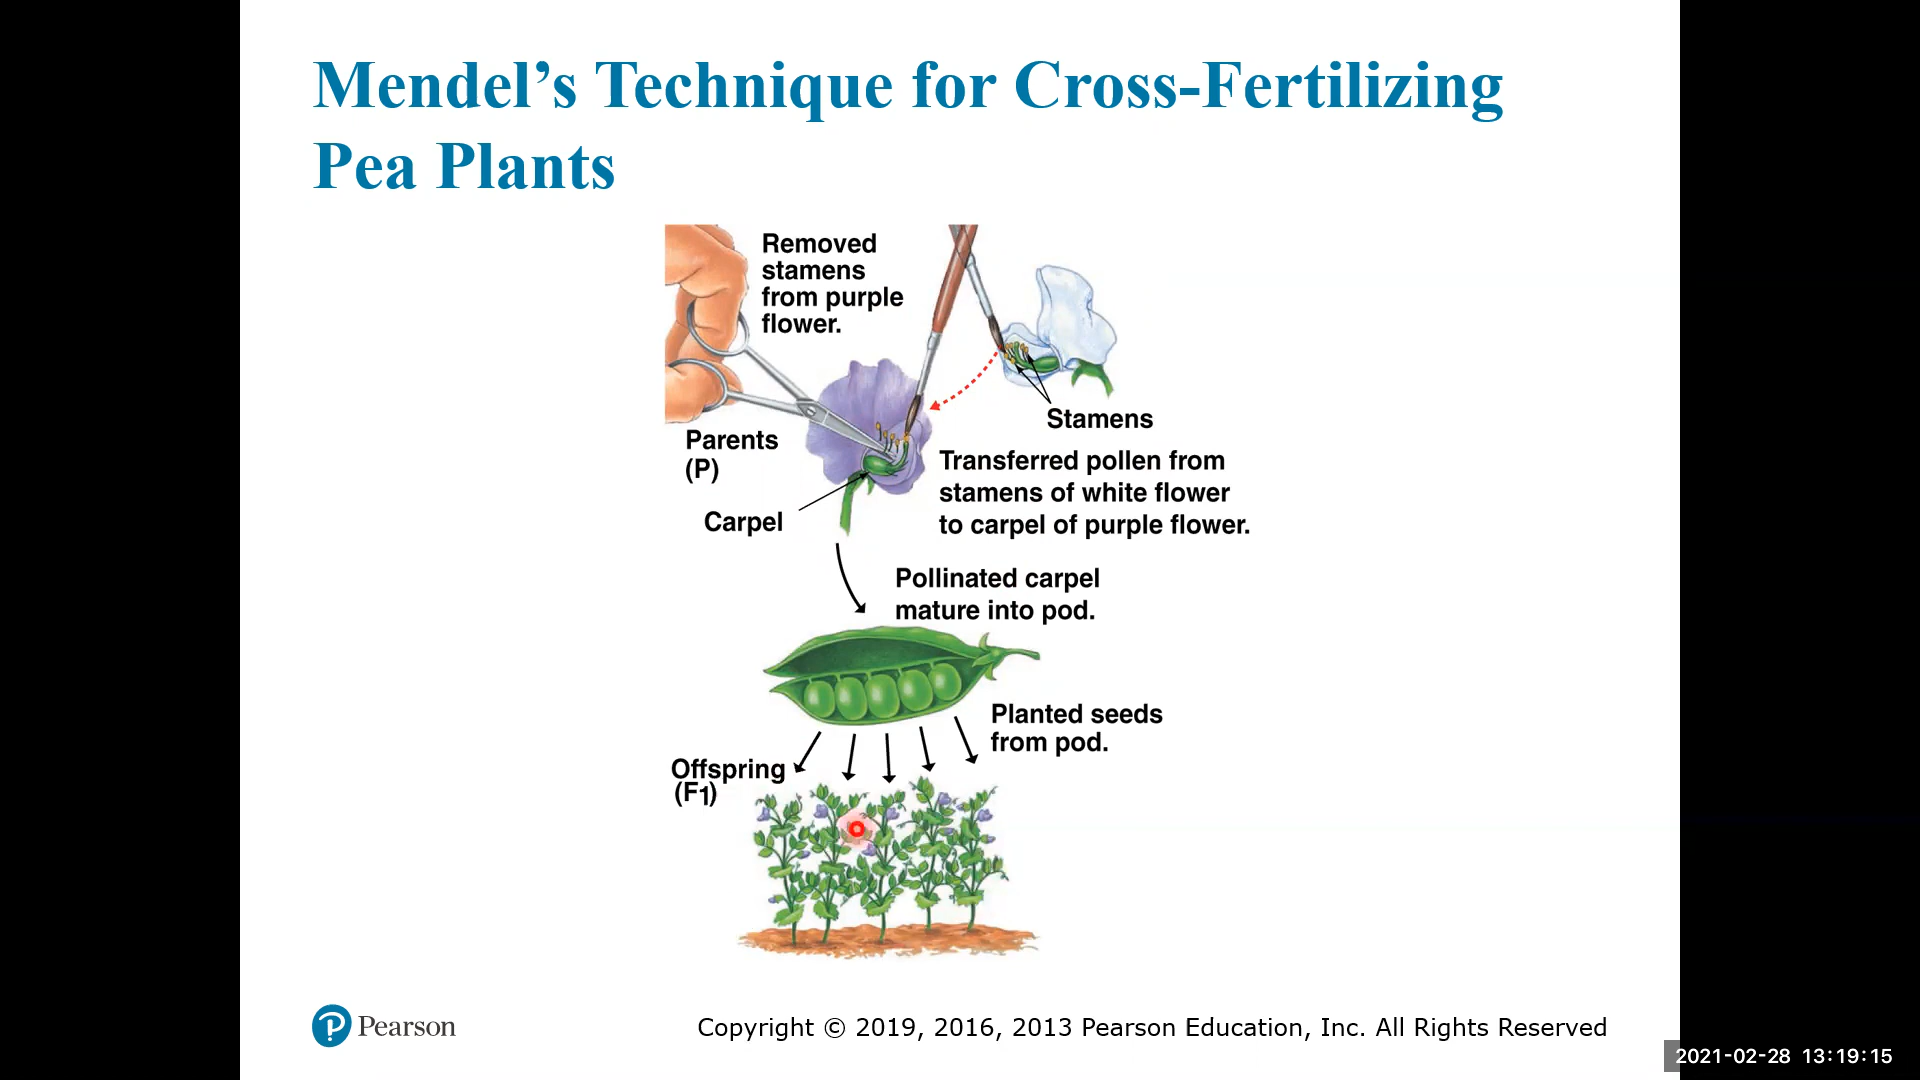 Mendel’s Technique for Cross-Fertilizing
Pea Plants
Removed
stamens
from purple
flower.
Stamens
Parents
(P)
Carpel
Transferred pollen from
stamens of white flower
to carpel of purple flower.
Pollinated carpel
mature into pod.
Planted seeds
from pod.
Offspring
(F1)
Pearson
Copyright © 2019, 2016, 2013 Pearson Education, Inc. All Rights Reserved
2021-02-28 13:19:15